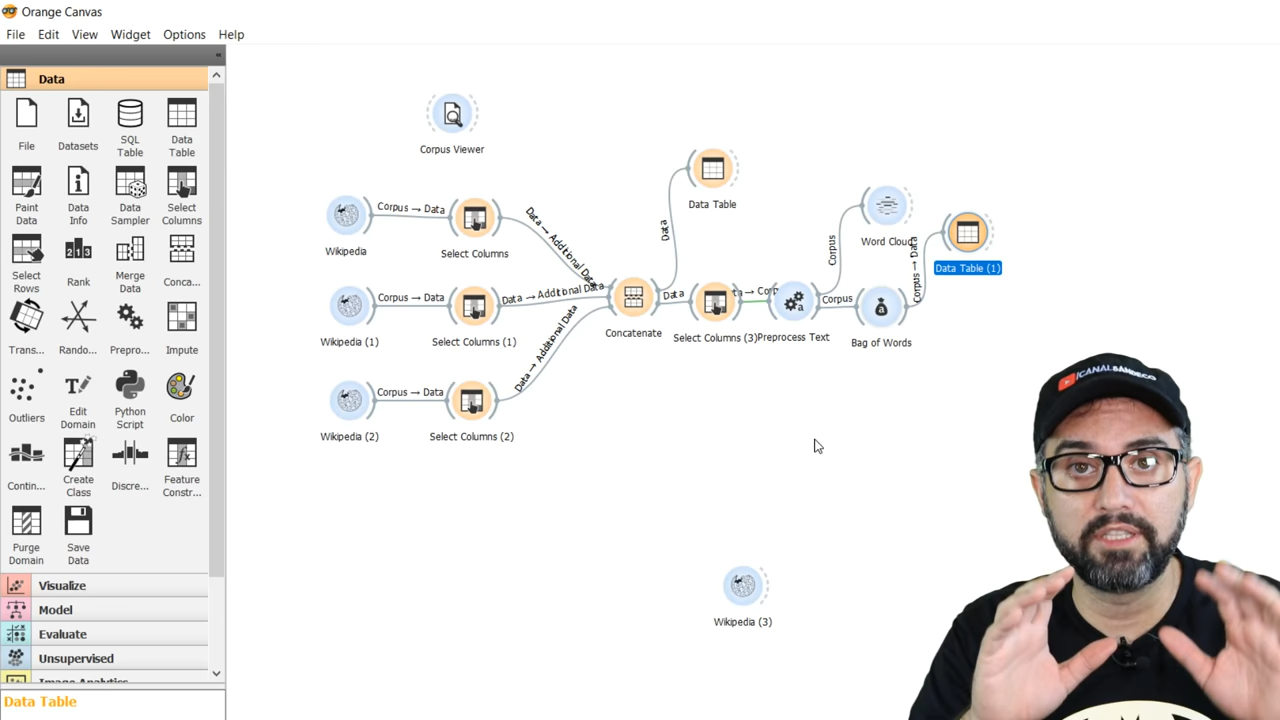 Orange Canvas
File Edit View Widget Options Help
Data
File Datasets SQL Table Data Table
Paint Data Data Info Data Sampler Select Columns
Select Rows Rank Merge Data Conca...
Trans... Rando... Prepro... Impute
Outliers Edit Domain Python Script Color
Contin... Create Class Discre... Feature Constr...
Purge Domain Save Data
Visualize
Model
Evaluate
Unsupervised
Image Analytics
Data Table
Corpus Viewer
Wikipedia
Corpus → Data
Select Columns
Data → Additional Data
Wikipedia (1)
Corpus → Data
Select Columns (1)
Data → Additional Data
Wikipedia (2)
Corpus → Data
Select Columns (2)
Data → Additional Data
Concatenate
Data
Data Table
Data
Select Columns (3)
Preprocess Text
Corpus
Word Cloud
Corpus
Bag of Words
Corpus → Data
Data Table (1)
Wikipedia (3)
/CANALSANDECO